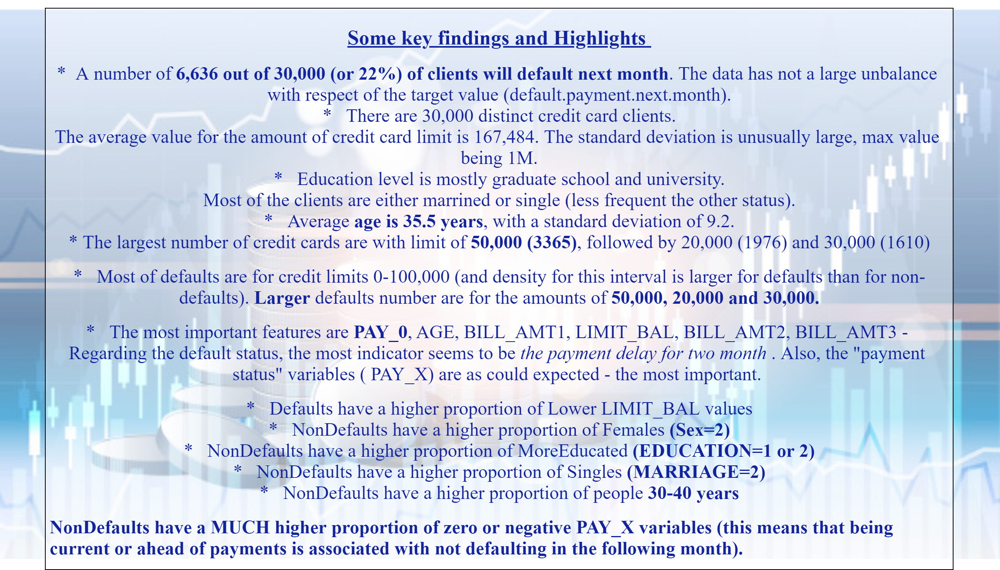 Some key findings and Highlights
* A number of 6,636 out of 30,000 (or 22%) of clients will default next month. The data has not a large unbalance
with respect of the target value (default.payment.next.month).
* There are 30,000 distinct credit card clients.
The average value for the amount of credit card limit is 167,484. The standard deviation is unusually large, max value
being 1M.
* Education level is mostly graduate school and university.
Most of the clients are either marrined or single (less frequent the other status).
* Average age is 35.5 years, with a standard deviation of 9.2.
* The largest number of credit cards are with limit of 50,000 (3365), followed by 20,000 (1976) and 30,000 (1610)
* Most of defaults are for credit limits 0-100,000 (and density for this interval is larger for defaults than for non-
defaults). Larger defaults number are for the amounts of 50,000, 20,000 and 30,000.
* The most important features are PAY_0, AGE, BILL_AMT1, LIMIT_BAL, BILL_AMT2, BILL_AMT3 -
Regarding the default status, the most indicator seems to be the payment delay for two month . Also, the "payment
status" variables ( PAY_X) are as could expected - the most important.
* Defaults have a higher proportion of Lower LIMIT_BAL values
* NonDefaults have a higher proportion of Females (Sex=2)
* NonDefaults have a higher proportion of MoreEducated (EDUCATION=1 or 2)
* NonDefaults have a higher proportion of Singles (MARRIAGE=2)
* NonDefaults have a higher proportion of people 30-40 years
NonDefaults have a MUCH higher proportion of zero or negative PAY_X variables (this means that being
current or ahead of payments is associated with not defaulting in the following month).